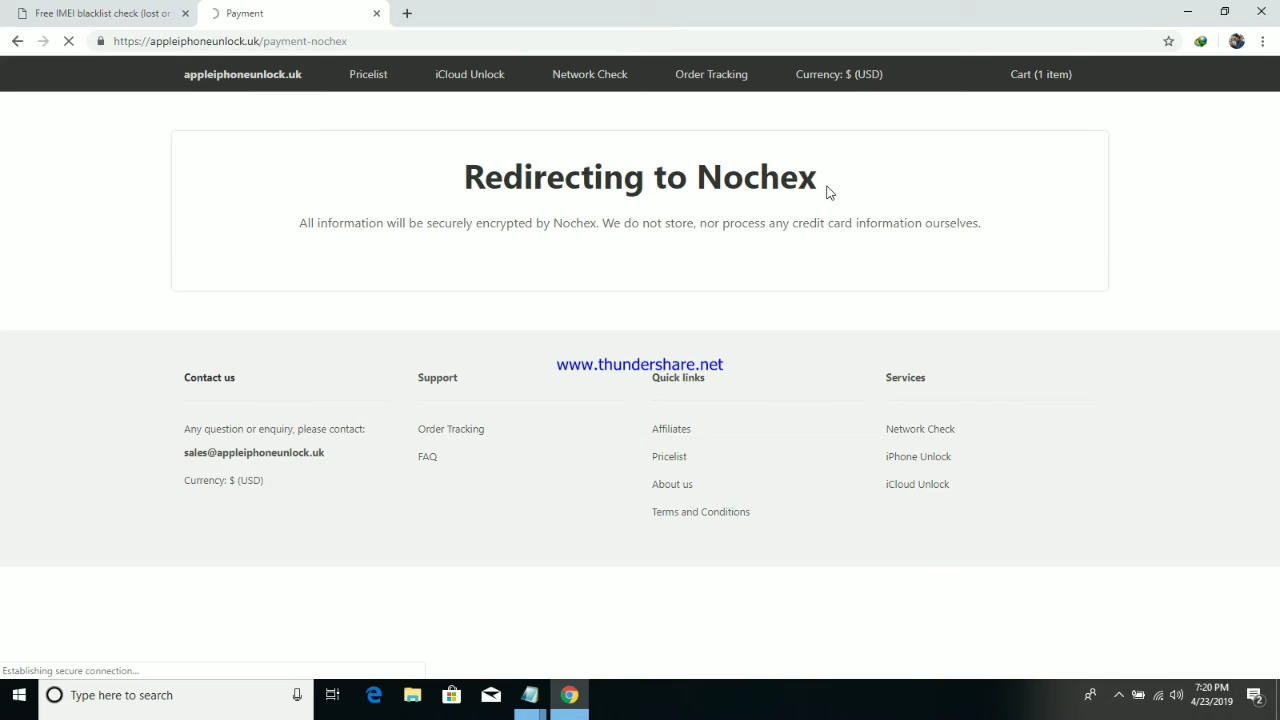 Free IMEI blacklist check (lost or
Payment
https://appleiphoneunlock.uk/payment-nochex
appleiphoneunlock.uk
Pricelist
iCloud Unlock
Network Check
Order Tracking
Currency: $ (USD)
Cart (1 item)
Redirecting to Nochex
All information will be securely encrypted by Nochex. We do not store, nor process any credit card information ourselves.
www.thundershare.net
Contact us
Support
Quick links
Services
Any question or enquiry, please contact:
Order Tracking
Affiliates
Network Check
sales@appleiphoneunlock.uk
FAQ
Pricelist
iPhone Unlock
Currency: $ (USD)
About us
iCloud Unlock
Terms and Conditions
Establishing secure connection...
Type here to search
7:20 PM
4/23/2019
2